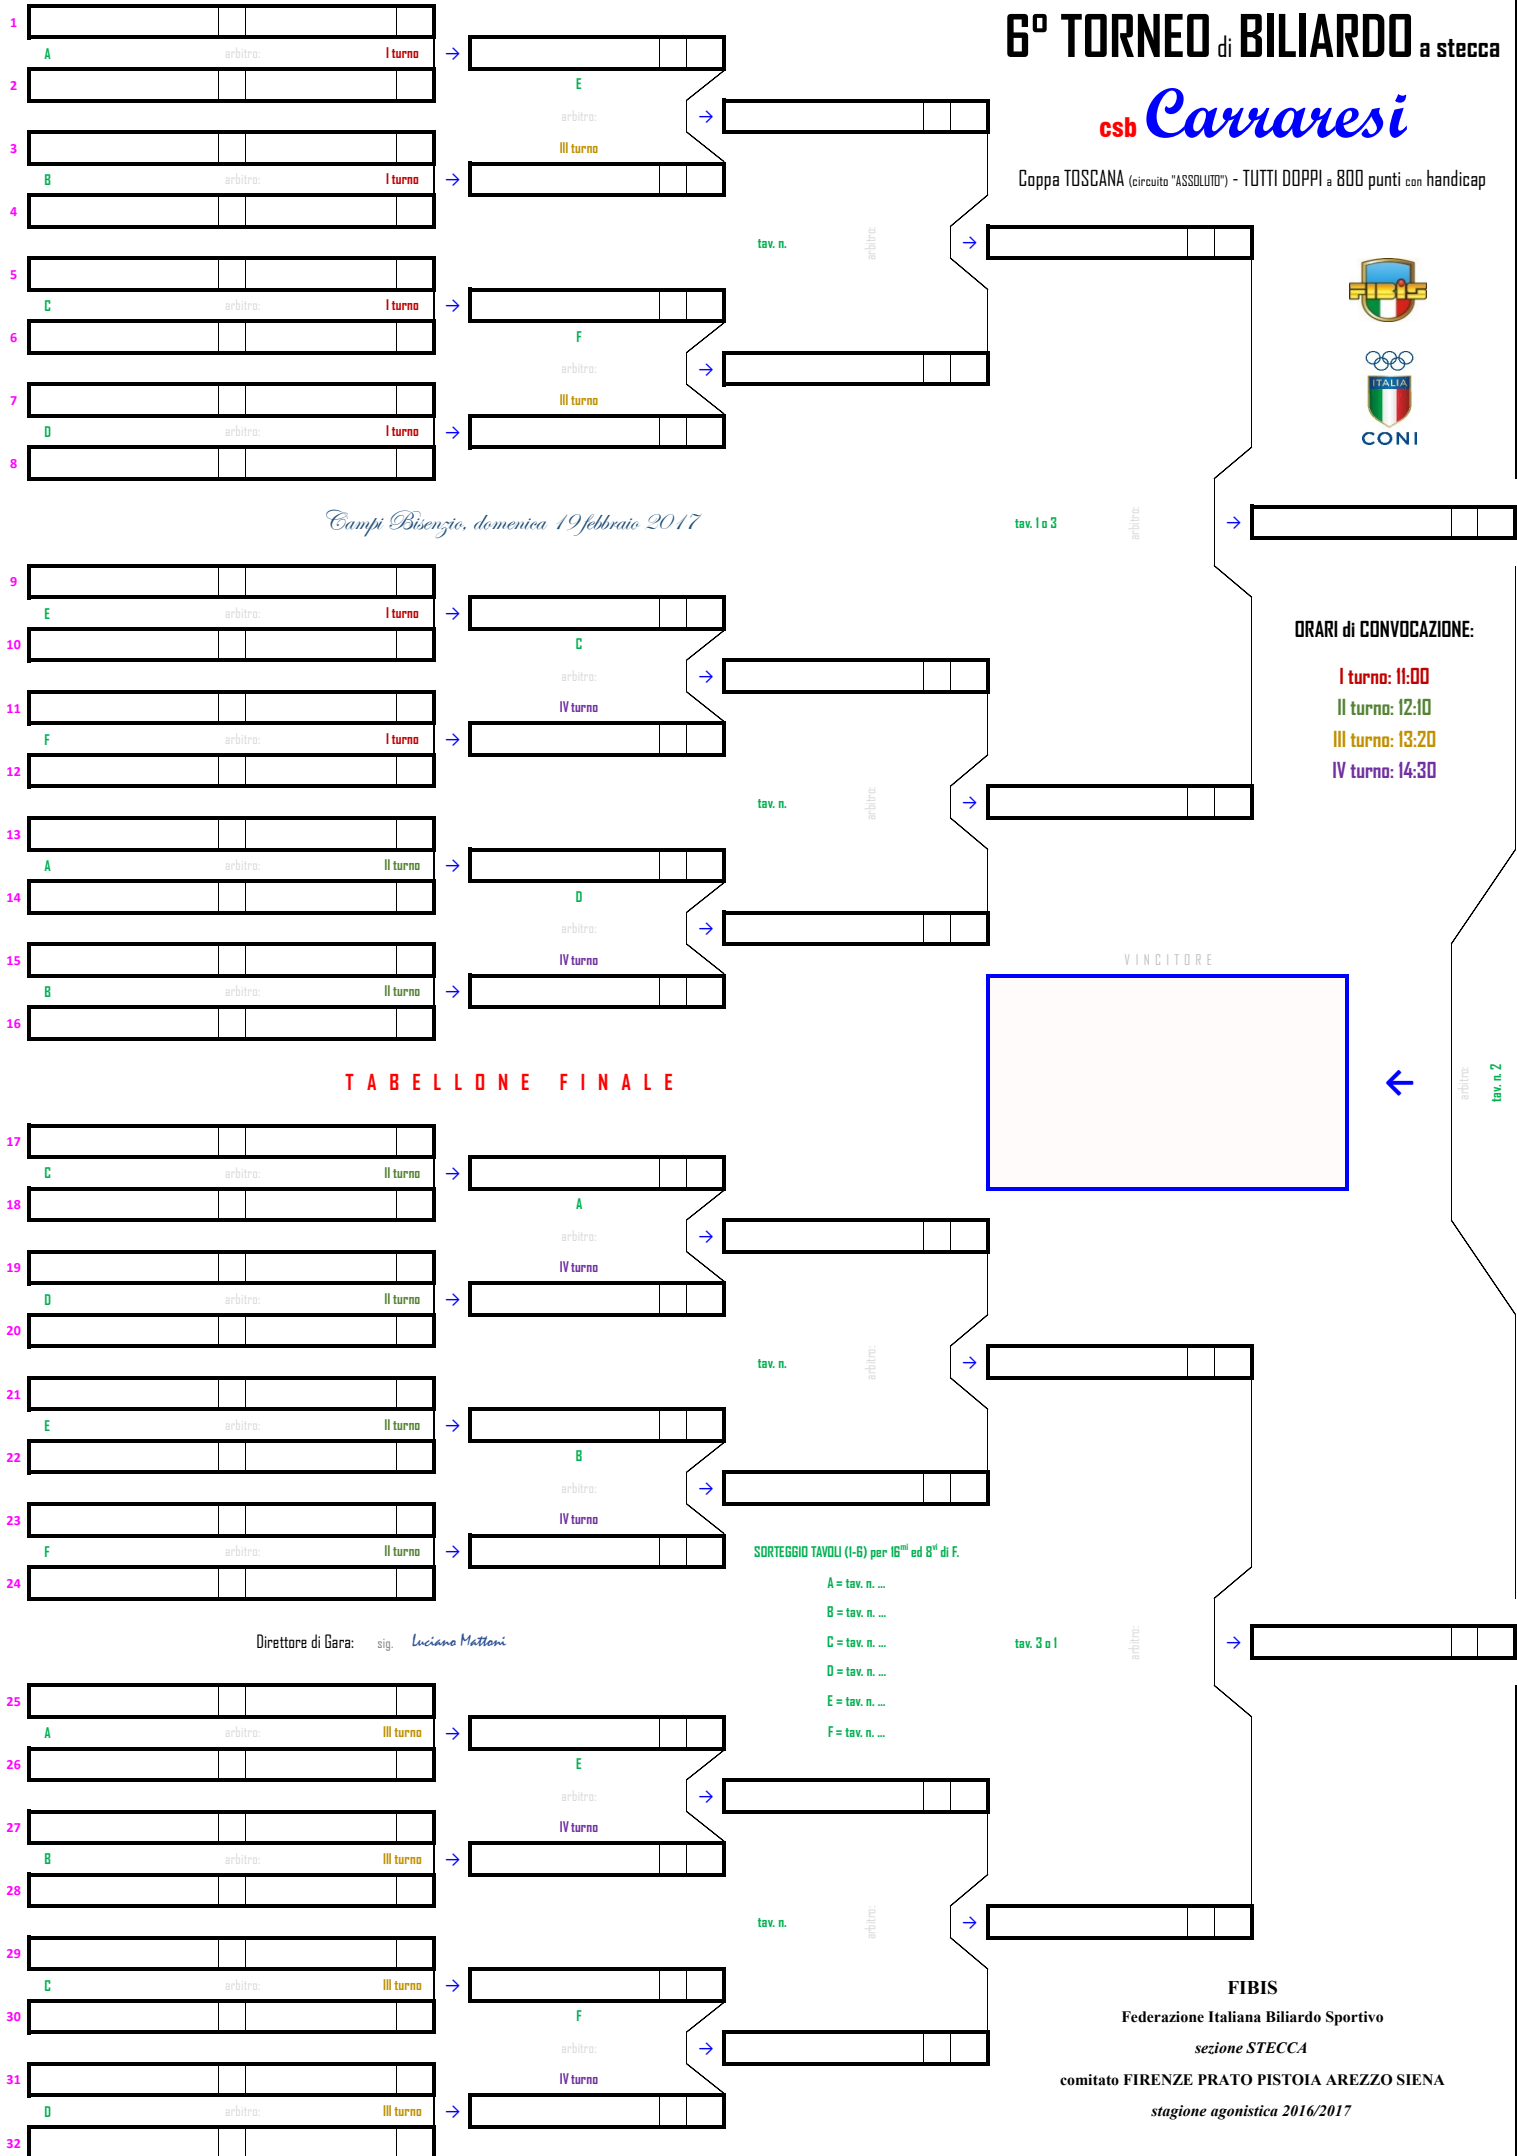 6° TORNEO di BILIARDO a stecca
csb Carraresi
Coppa TOSCANA (circuito "ASSOLUTO") - TUTTI DOPPI a 800 punti con handicap
FIBIS
ITALIA
CONI
1
A arbitro: I turno →
2
E
arbitro: →
III turno
3
B arbitro: I turno →
4
tav. n. arbitro: →
5
C arbitro: I turno →
6
F
arbitro: →
III turno
7
D arbitro: I turno →
8
Campi Bisenzio, domenica 19 febbraio 2017
tav. 1 o 3 arbitro: →
9
E arbitro: I turno →
10
C
arbitro: →
IV turno
11
F arbitro: I turno →
12
tav. n. arbitro: →
13
A arbitro: II turno →
14
D
arbitro: →
IV turno
15
B arbitro: II turno →
16
ORARI di CONVOCAZIONE:
I turno: 11:00
II turno: 12:10
III turno: 13:20
IV turno: 14:30
VINCITORE
← arbitro: tav. n. 2
TABELLONE FINALE
17
C arbitro: II turno →
18
A
arbitro: →
IV turno
19
D arbitro: II turno →
20
tav. n. arbitro: →
21
E arbitro: II turno →
22
B
arbitro: →
IV turno
23
F arbitro: II turno →
24
SORTEGGIO TAVOLI (1-6) per 16mi ed 8vi di F.
A = tav. n. ...
B = tav. n. ...
C = tav. n. ...
D = tav. n. ...
E = tav. n. ...
F = tav. n. ...
Direttore di Gara: sig. Luciano Mattoni
tav. 3 o 1 arbitro: →
25
A arbitro: III turno →
26
E
arbitro: →
IV turno
27
B arbitro: III turno →
28
tav. n. arbitro: →
29
C arbitro: III turno →
30
F
arbitro: →
IV turno
31
D arbitro: III turno →
32
FIBIS
Federazione Italiana Biliardo Sportivo
sezione STECCA
comitato FIRENZE PRATO PISTOIA AREZZO SIENA
stagione agonistica 2016/2017